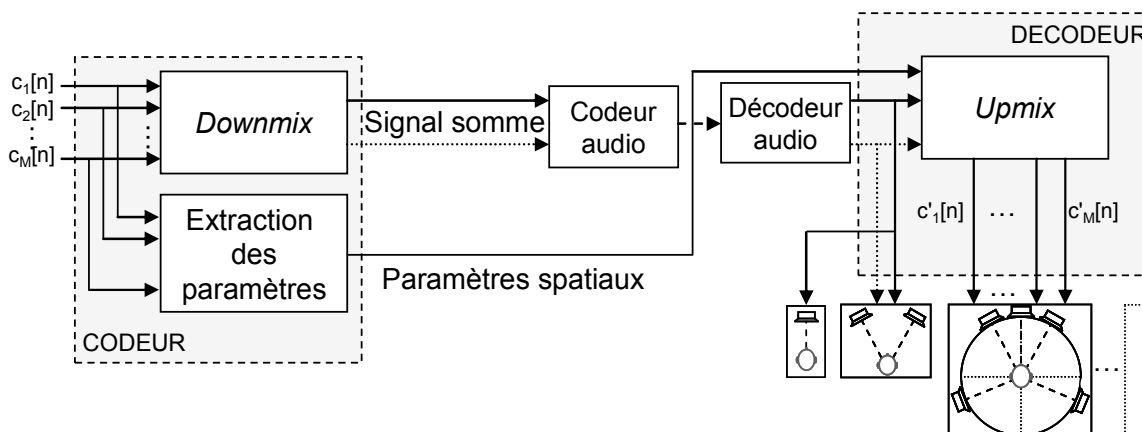 DECODEUR
c1[n]
c2[n]
⋮
cM[n]
Downmix
⋮
Signal somme
Codeur
audio
Décodeur
audio
Upmix
Extraction
des
paramètres
Paramètres spatiaux
c'1[n]
...
c'M[n]
CODEUR
...
...